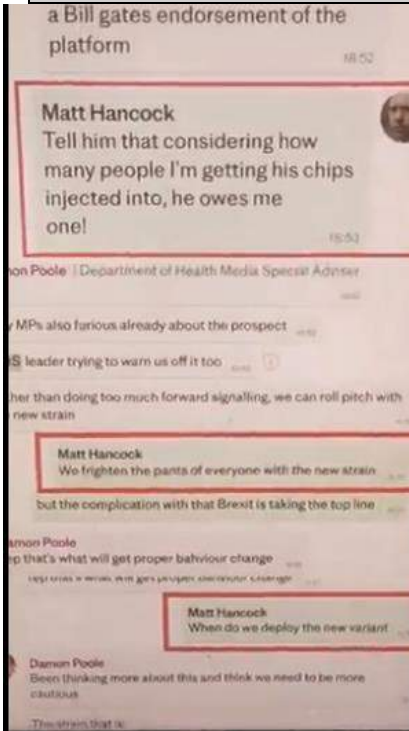 a Bill gates endorsement of the
platform
18:52
Matt Hancock
Tell him that considering how
many people I'm getting his chips
injected into, he owes me
one!
18:53
on Poole | Department of Health Media Special Adviser
MPs also furious already about the prospect
S leader trying to warn us off it too
her than doing too much forward signalling, we can roll pitch with
new strain
Matt Hancock
We frighten the pants of everyone with the new strain
but the complication with that Brexit is taking the top line
amon Poole
ep that's what will get proper bahviour change
Matt Hancock
When do we deploy the new variant
Damon Poole
Been thinking more about this and think we need to be more
cautious